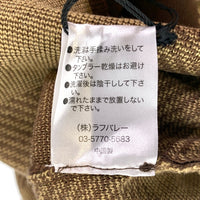 ・洗濯は手揉み洗いをして下
さい。
・タンブラー乾燥はお避け
下さい。
・洗濯後は陰干しして下さ
い。
・濡れたままで放置しない
で下さい。
(株)ラフバレー
03-5770-5583
中国製